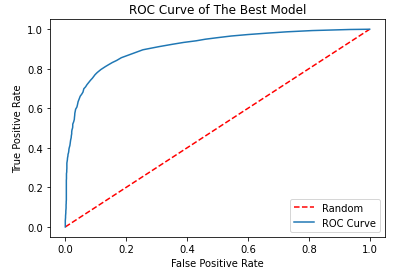 ROC Curve of The Best Model
True Positive Rate
1.0
0.8
0.6
0.4
0.2
0.0
0.0 0.2 0.4 0.6 0.8 1.0
False Positive Rate
Random
ROC Curve